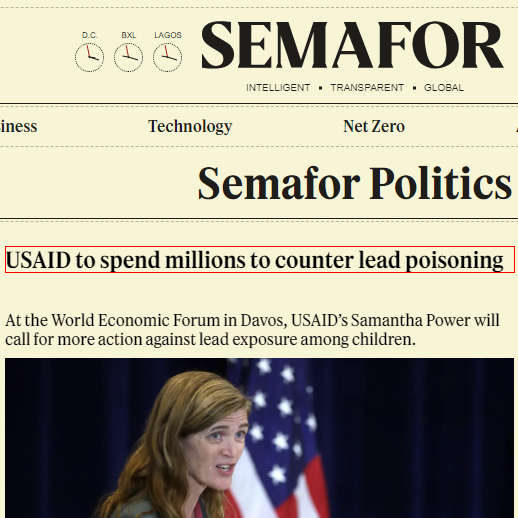 D.C. BXL LAGOS
SEMAFOR
INTELLIGENT ▪ TRANSPARENT ▪ GLOBAL
iness Technology Net Zero
Semafor Politics
USAID to spend millions to counter lead poisoning
At the World Economic Forum in Davos, USAID’s Samantha Power will
call for more action against lead exposure among children.